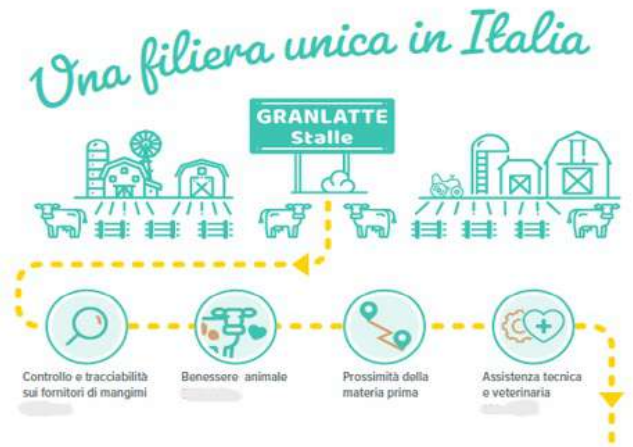 Una filiera unica in Italia
GRANLATTE
Stalle
Controllo e tracciabilità
sui fornitori di mangimi
Benessere animale
Prossimità della
materia prima
Assistenza tecnica
e veterinaria